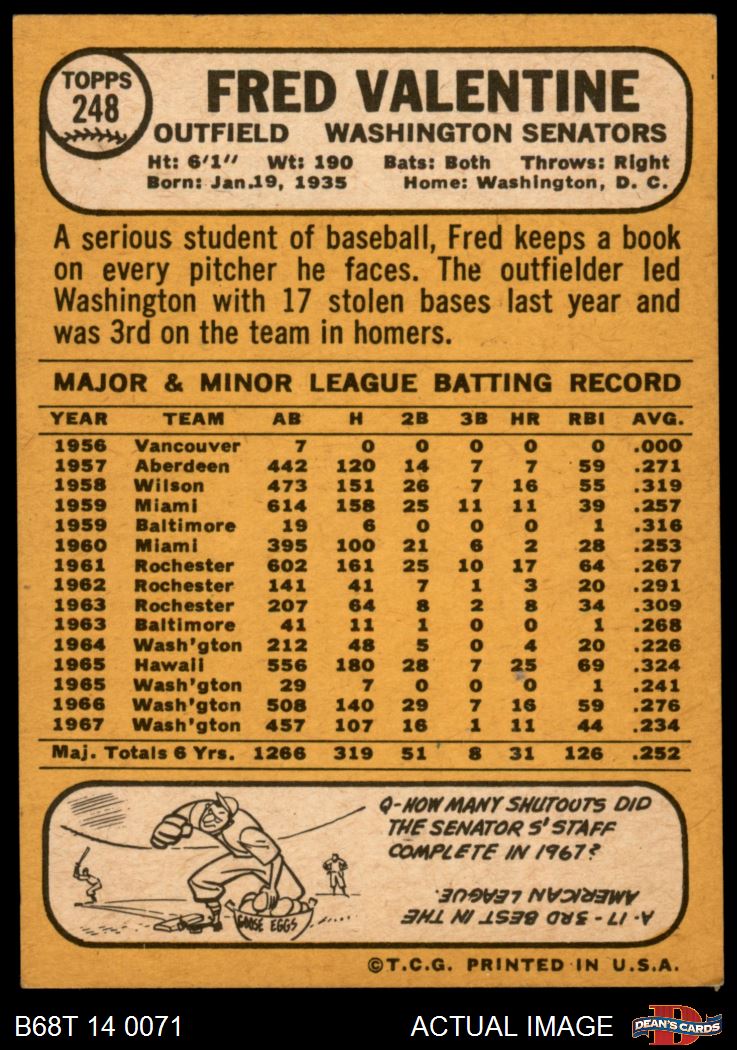 TOPPS
248
FRED VALENTINE
OUTFIELD WASHINGTON SENATORS
Ht: 6'1" Wt: 190 Bats: Both Throws: Right
Born: Jan.19, 1935 Home: Washington, D. C.
A serious student of baseball, Fred keeps a book
on every pitcher he faces. The outfielder led
Washington with 17 stolen bases last year and
was 3rd on the team in homers.
MAJOR & MINOR LEAGUE BATTING RECORD
YEAR TEAM AB H 2B 3B HR RBI AVG.
1956 Vancouver 7 0 0 0 0 0 .000
1957 Aberdeen 442 120 14 7 7 59 .271
1958 Wilson 473 151 26 7 16 55 .319
1959 Miami 614 158 25 11 11 39 .257
1959 Baltimore 19 6 0 0 0 1 .316
1960 Miami 395 100 21 6 2 28 .253
1961 Rochester 602 161 25 10 17 64 .267
1962 Rochester 141 41 7 1 3 20 .291
1963 Rochester 207 64 8 2 8 34 .309
1963 Baltimore 41 11 1 0 0 1 .268
1964 Wash'gton 212 48 5 0 4 20 .226
1965 Hawaii 556 180 28 7 25 69 .324
1965 Wash'gton 29 7 0 0 0 1 .241
1966 Wash'gton 508 140 29 7 16 59 .276
1967 Wash'gton 457 107 16 1 11 44 .234
Maj. Totals 6 Yrs. 1266 319 51 8 31 126 .252
Q-HOW MANY SHUTOUTS DID
THE SENATOR S' STAFF
COMPLETE IN 1967?
A-17 - 3RD BEST IN THE
AMERICAN LEAGUE.
GOOSE EGGS
©T.C.G. PRINTED IN U.S.A.
B68T 14 0071 ACTUAL IMAGE
DEAN'S CARDS